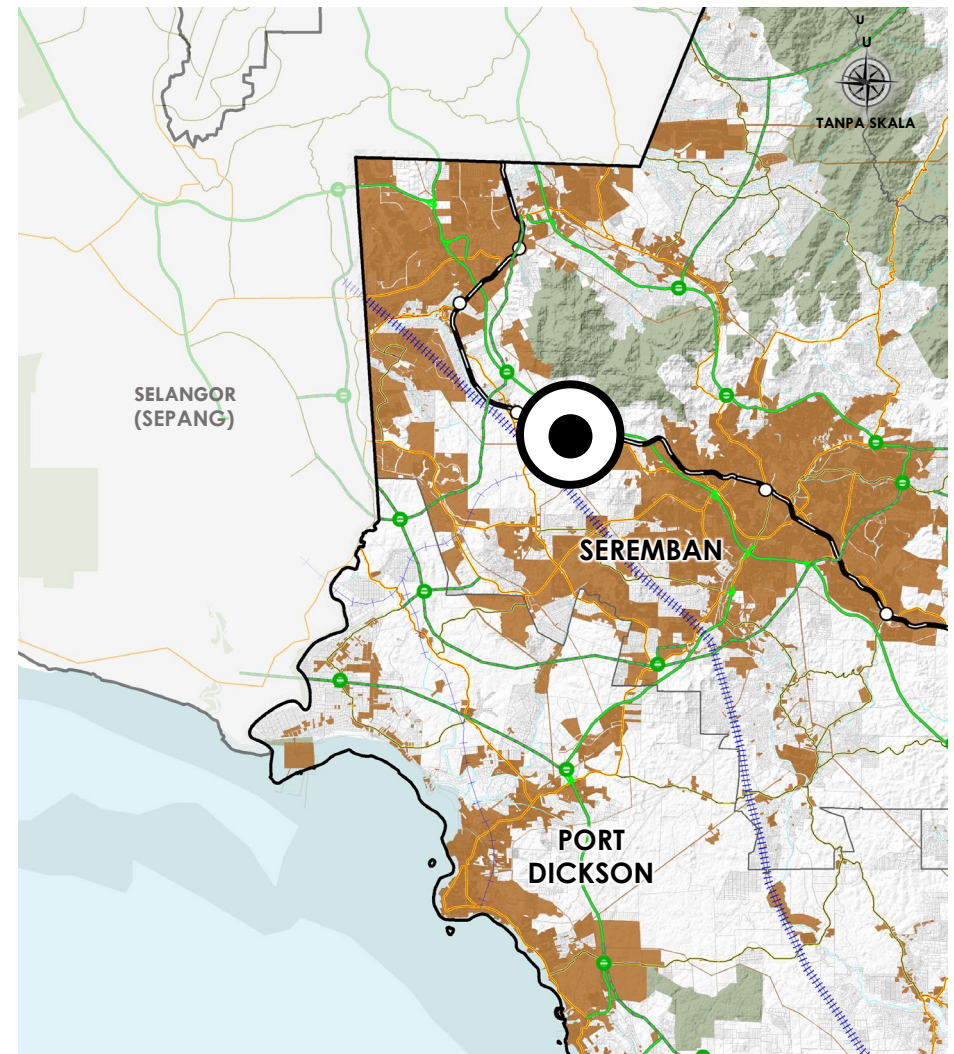 U
U
TANPA SKALA
SELANGOR
(SEPANG)
SEREMBAN
PORT
DICKSON